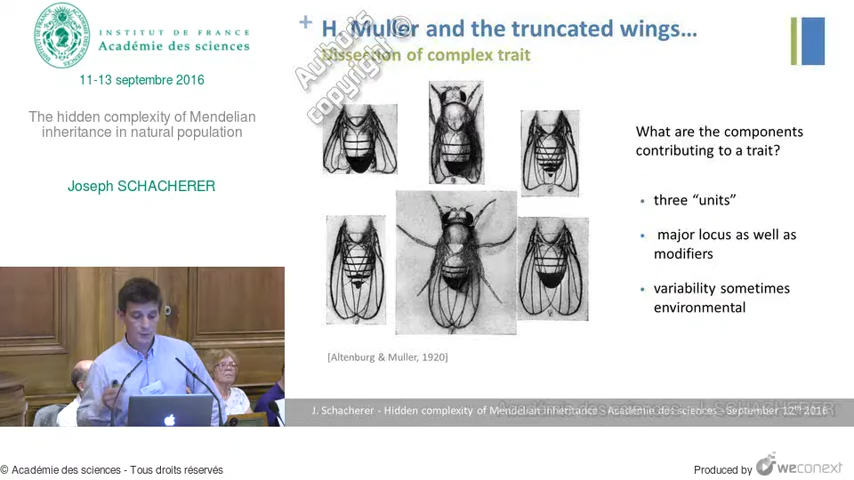 INSTITUT DE FRANCE
Académie des sciences
11-13 septembre 2016
The hidden complexity of Mendelian
inheritance in natural population
Joseph SCHACHERER
+ H. Muller and the truncated wings...
Dissection of complex trait
Author is
copyright ©
What are the components
contributing to a trait?
• three “units”
• major locus as well as
modifiers
• variability sometimes
environmental
[Altenburg & Muller, 1920]
J. Schacherer - Hidden complexity of Mendelian inheritance - Académie des sciences - September 12th 2016
© Académie des sciences - Tous droits réservés
Produced by weconext